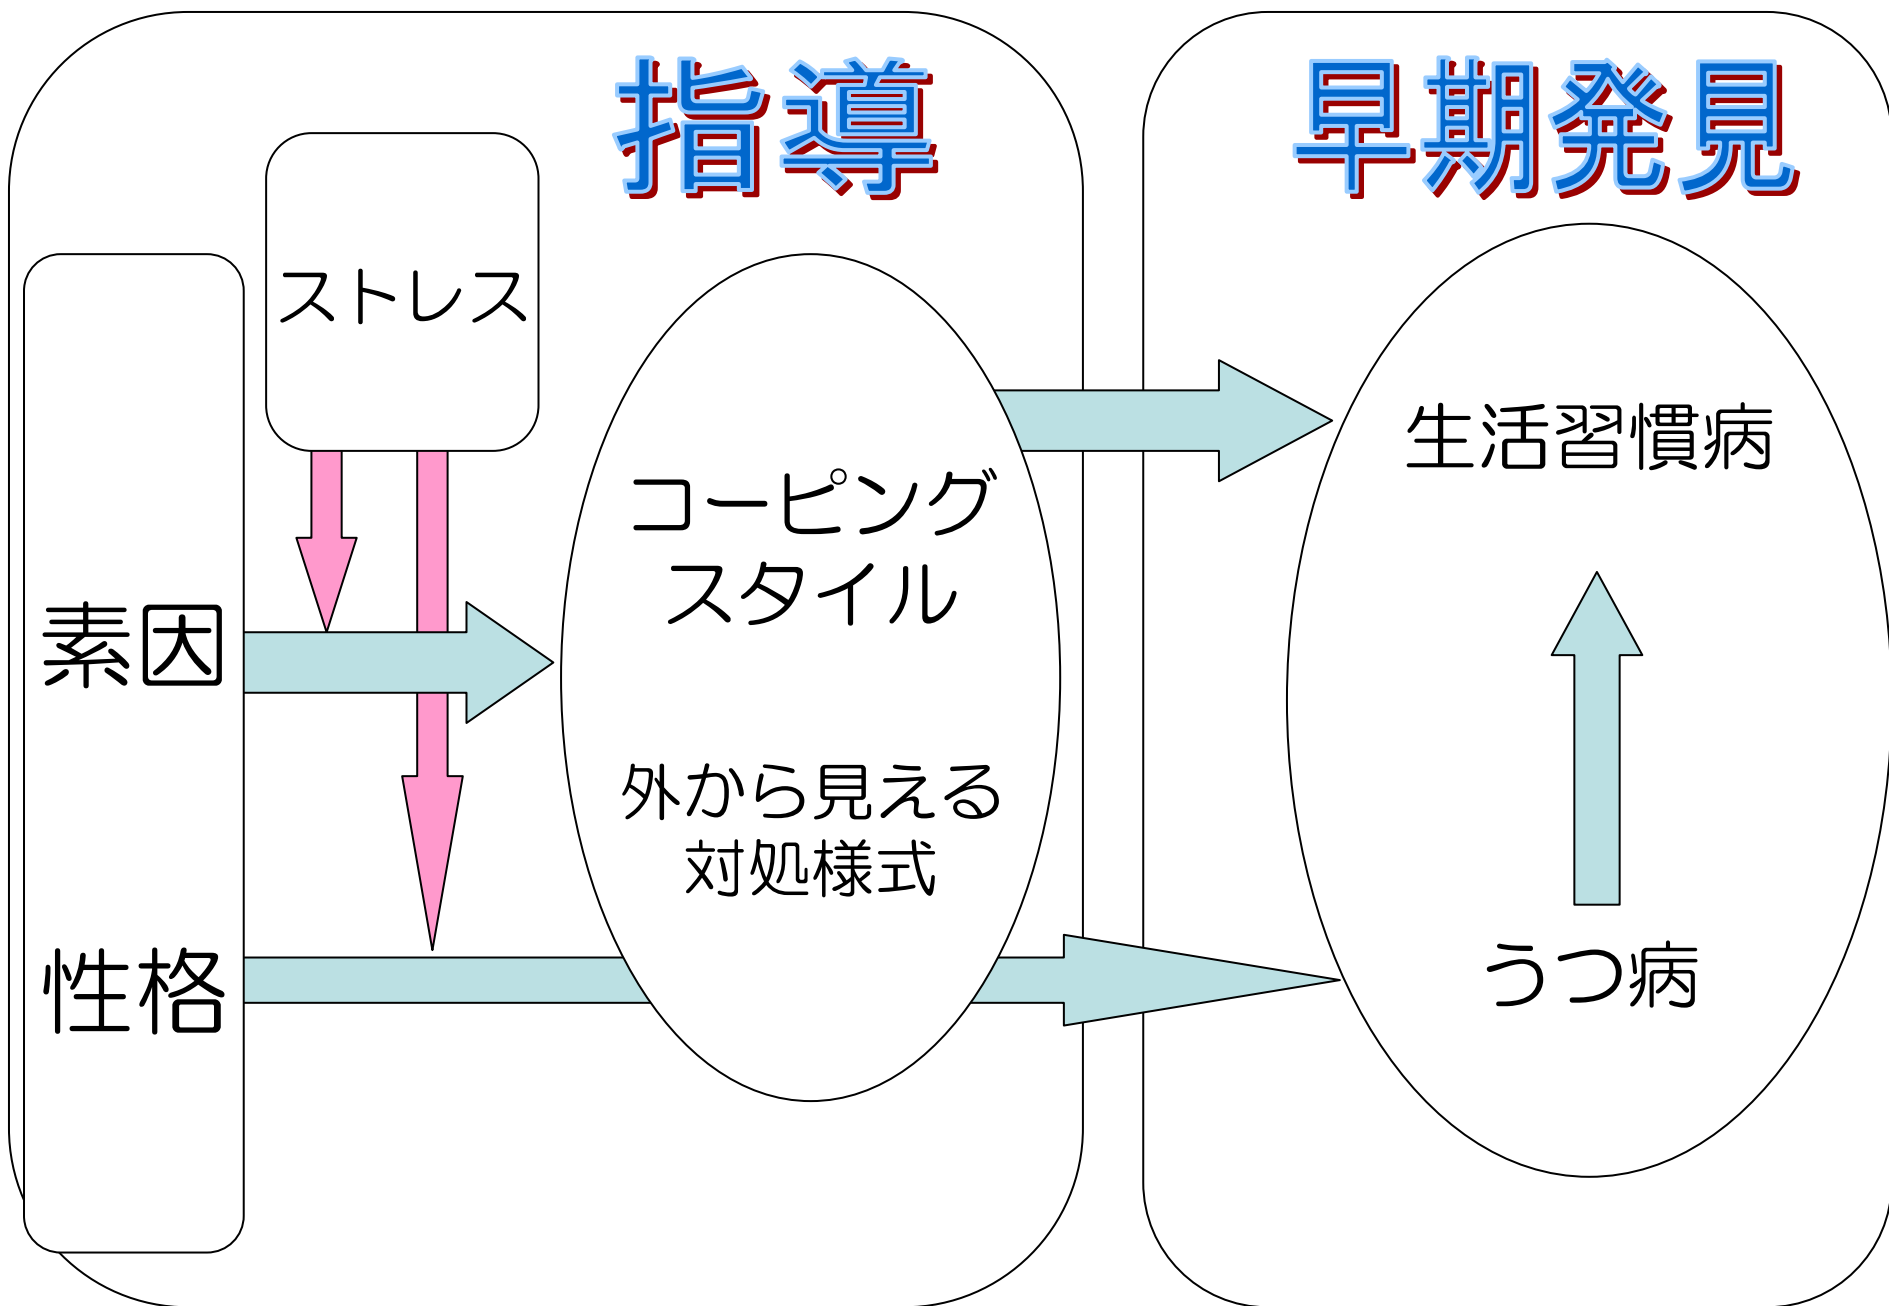 指導
早期発見
ストレス
コーピング
スタイル
外から見える
対処様式
素因
性格
生活習慣病
うつ病